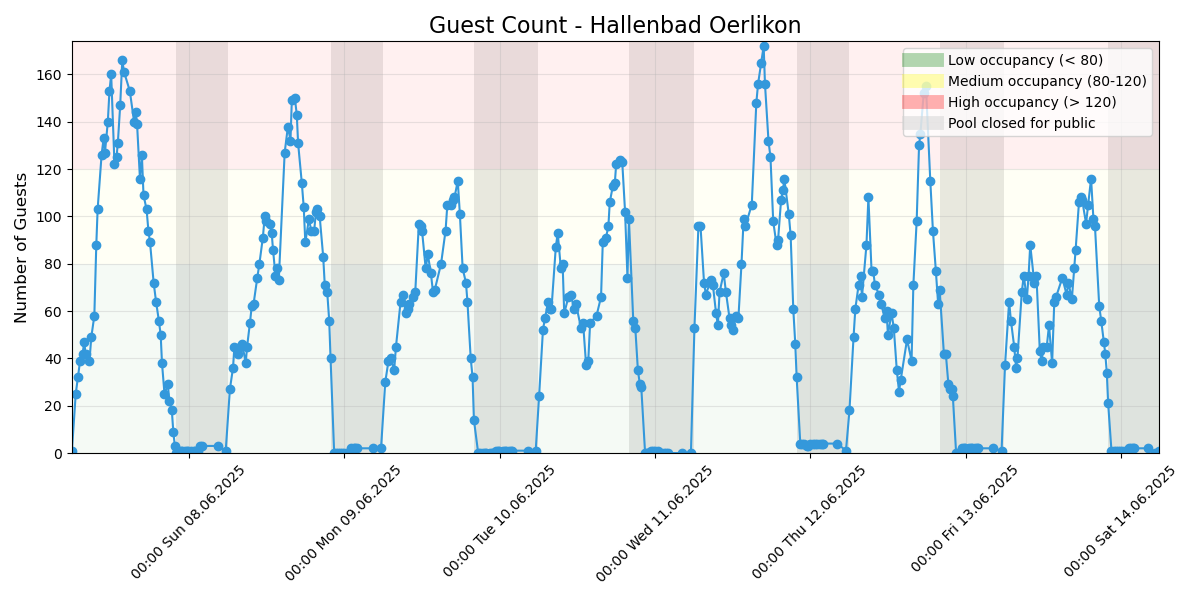 Guest Count - Hallenbad Oerlikon
Number of Guests
160
140
120
100
80
60
40
20
0
Low occupancy (< 80)
Medium occupancy (80-120)
High occupancy (> 120)
Pool closed for public
00:00 Sun 08.06.2025
00:00 Mon 09.06.2025
00:00 Tue 10.06.2025
00:00 Wed 11.06.2025
00:00 Thu 12.06.2025
00:00 Fri 13.06.2025
00:00 Sat 14.06.2025